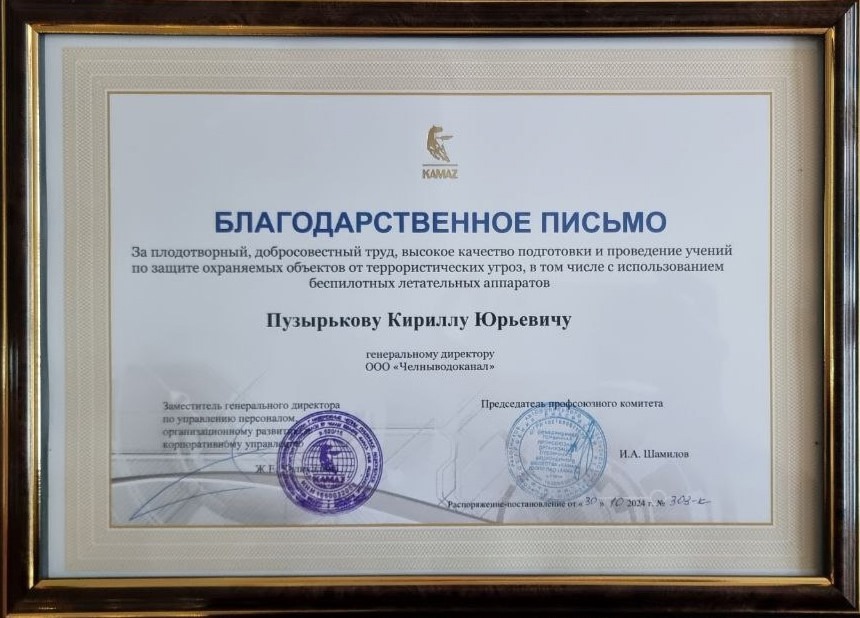 KAMAZ
БЛАГОДАРСТВЕННОЕ ПИСЬМО
За плодотворный, добросовестный труд, высокое качество подготовки и проведение учений
по защите охраняемых объектов от террористических угроз, в том числе с использованием
беспилотных летательных аппаратов
Пузырькову Кириллу Юрьевичу
генеральному директору
ООО «Челныводоканал»
Заместитель генерального директора
по управлению персоналом,
организационному
корпоративному
KAMAZ
Председатель профсоюзного комитета
И.А. Шамилов
Распоряжение-постановление от «30» 10 2024 г. №